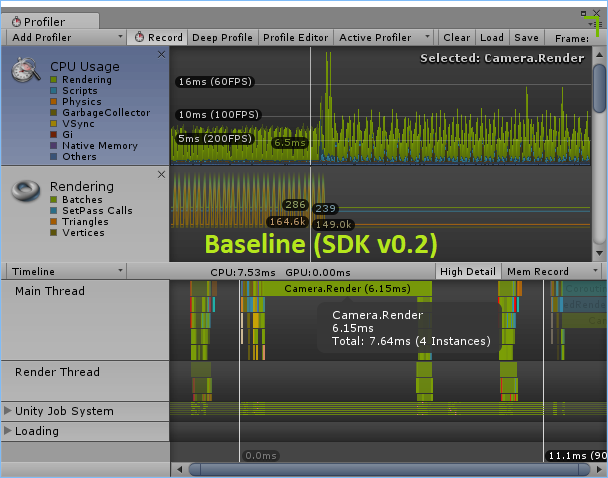 Profiler
Add Profiler
Record
Deep Profile
Profile Editor
Active Profiler
Clear
Load
Save
Frame:
CPU Usage
Rendering
Scripts
Physics
GarbageCollector
VSync
Gi
Native Memory
Others
Selected: Camera.Render
16ms (60FPS)
10ms (100FPS)
5ms (200FPS)
6.5ms
Rendering
Batches
SetPass Calls
Triangles
Vertices
286
239
164.6k
149.0k
Baseline (SDK v0.2)
Timeline
CPU:7.53ms GPU:0.00ms
High Detail
Mem Record
Main Thread
Camera.Render (6.15ms)
Camera.Render
6.15ms
Total: 7.64ms (4 Instances)
Render Thread
Unity Job System
Loading
0.0ms
11.1ms (90